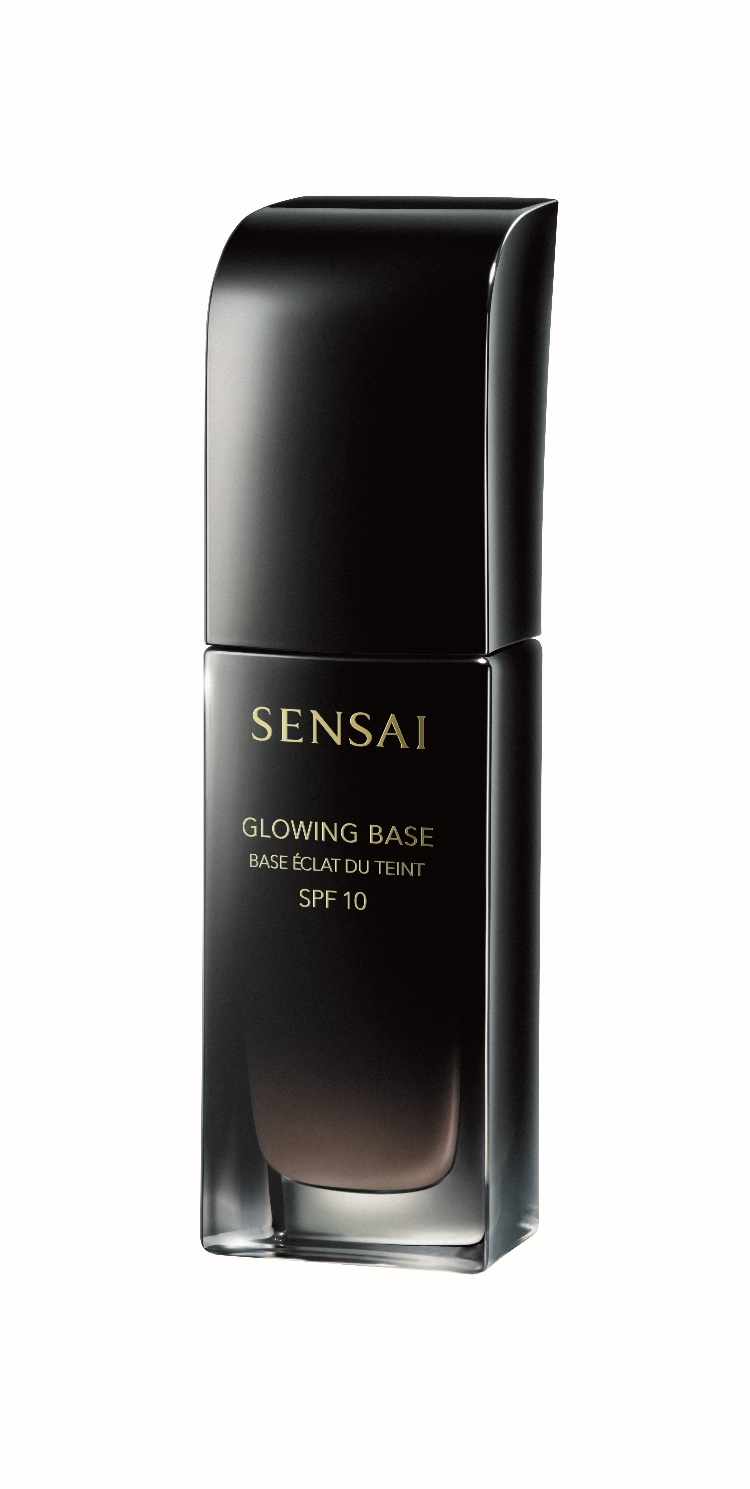 SENSAI
GLOWING BASE
BASE ÉCLAT DU TEINT
SPF 10